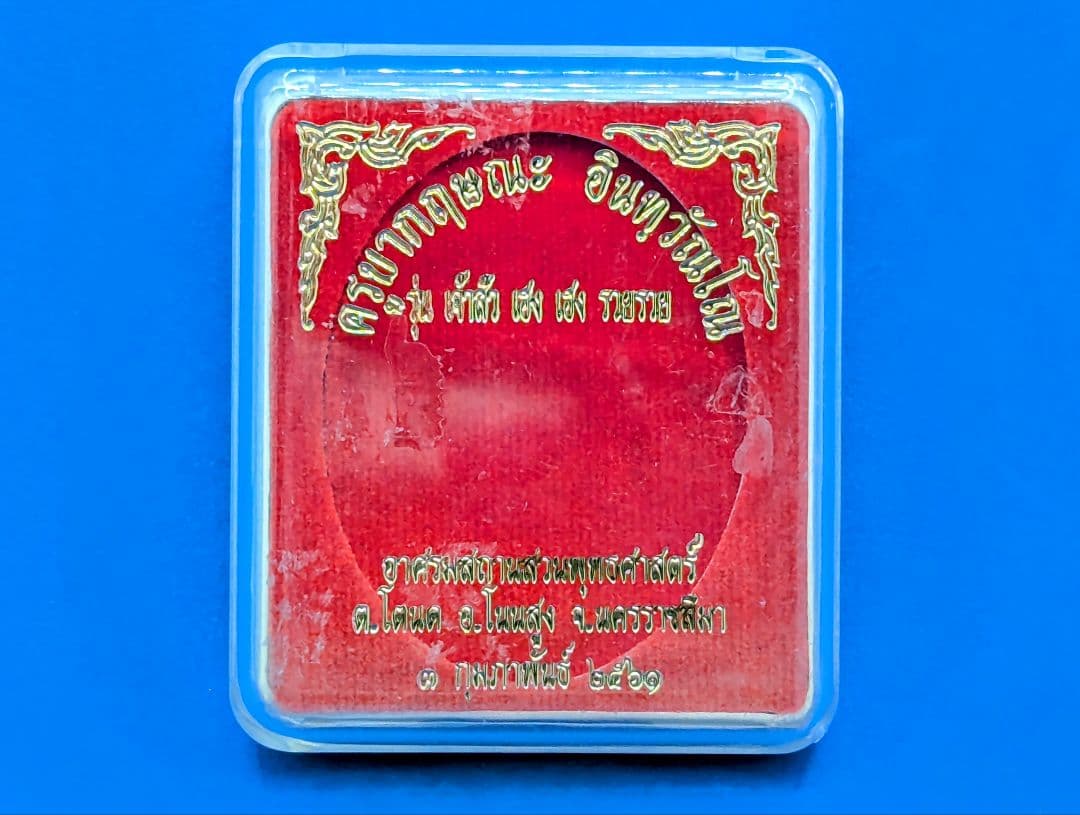 ครูบากฤษณะ อินทฺวัณโณ
รุ่น เจ้าสัว เฮง เฮง รวยรวย
อาศรมสถานสวนพุทธศาสตร์
ต.โตนด อ.โนนสูง จ.นครราชสีมา
๓ กุมภาพันธ์ ๒๕๖๑